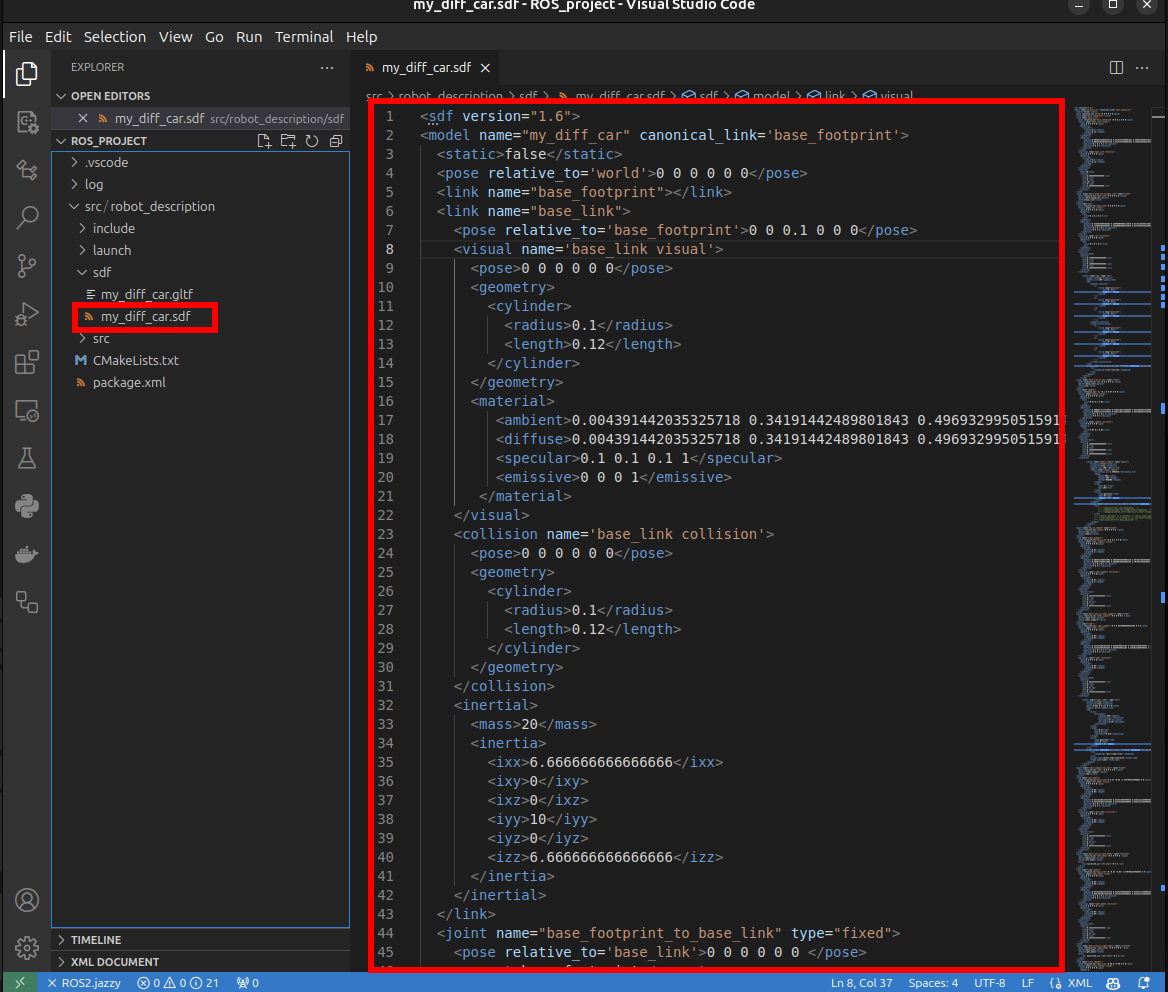 my_diff_car.sdf - ROS_project - Visual Studio Code
File Edit Selection View Go Run Terminal Help
EXPLORER
OPEN EDITORS
my_diff_car.sdf src/robot_description/sdf
ROS_PROJECT
.vscode
log
src/robot_description
include
launch
sdf
my_diff_car.gltf
my_diff_car.sdf
src
CMakeLists.txt
package.xml
TIMELINE
XML DOCUMENT
my_diff_car.sdf
src > robot_description > sdf > my_diff_car.sdf > sdf > model > link > visual
1 <sdf version="1.6">
2 <model name="my_diff_car" canonical_link='base_footprint'>
3 <static>false</static>
4 <pose relative_to='world'>0 0 0 0 0 0</pose>
5 <link name="base_footprint"></link>
6 <link name="base_link">
7 <pose relative_to='base_footprint'>0 0 0.1 0 0 0</pose>
8 <visual name='base_link visual'>
9 <pose>0 0 0 0 0 0</pose>
10 <geometry>
11 <cylinder>
12 <radius>0.1</radius>
13 <length>0.12</length>
14 </cylinder>
15 </geometry>
16 <material>
17 <ambient>0.004391442035325718 0.34191442489801843 0.496932995051591
18 <diffuse>0.004391442035325718 0.34191442489801843 0.496932995051591
19 <specular>0.1 0.1 0.1 1</specular>
20 <emissive>0 0 0 1</emissive>
21 </material>
22 </visual>
23 <collision name='base_link collision'>
24 <pose>0 0 0 0 0 0</pose>
25 <geometry>
26 <cylinder>
27 <radius>0.1</radius>
28 <length>0.12</length>
29 </cylinder>
30 </geometry>
31 </collision>
32 <inertial>
33 <mass>20</mass>
34 <inertia>
35 <ixx>6.666666666666666</ixx>
36 <ixy>0</ixy>
37 <ixz>0</ixz>
38 <iyy>10</iyy>
39 <iyz>0</iyz>
40 <izz>6.666666666666666</izz>
41 </inertia>
42 </inertial>
43 </link>
44 <joint name="base_footprint_to_base_link" type="fixed">
45 <pose relative_to='base_link'>0 0 0 0 0 0 </pose>
ROS2.jazzy 0 0 21 0 Ln 8, Col 37 Spaces: 4 UTF-8 LF XML